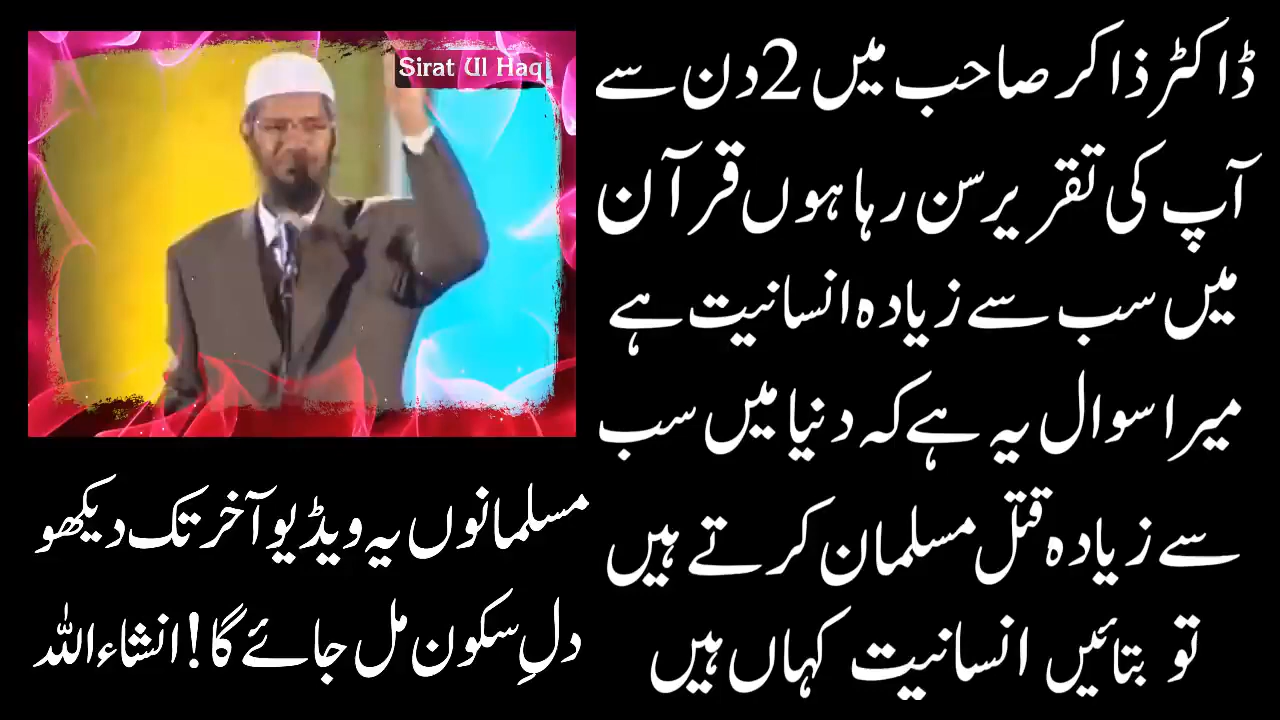 Sirat Ul Haq
ڈاکٹر ذاکر صاحب میں 2 دن سے
آپ کی تقریر سن رہا ہوں قرآن
میں سب سے زیادہ انسانیت ہے
میرا سوال یہ ہے کہ دنیا میں سب
سے زیادہ قتل مسلمان کرتے ہیں
تو بتائیں انسانیت کہاں ہیں
مسلمانوں یہ ویڈیو آخر تک دیکھو
دلِ سکون مل جائے گا! انشاءاللہ